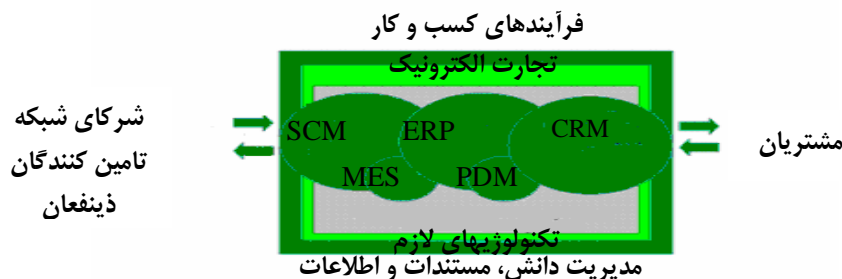 فرآیندهای کسب و کار
تجارت الکترونیک
شرکای شبکه
تامین کنندگان
ذینفعان
SCM
ERP
CRM
MES
PDM
مشتریان
تکنولوژیهای لازم
مدیریت دانش، مستندات و اطلاعات